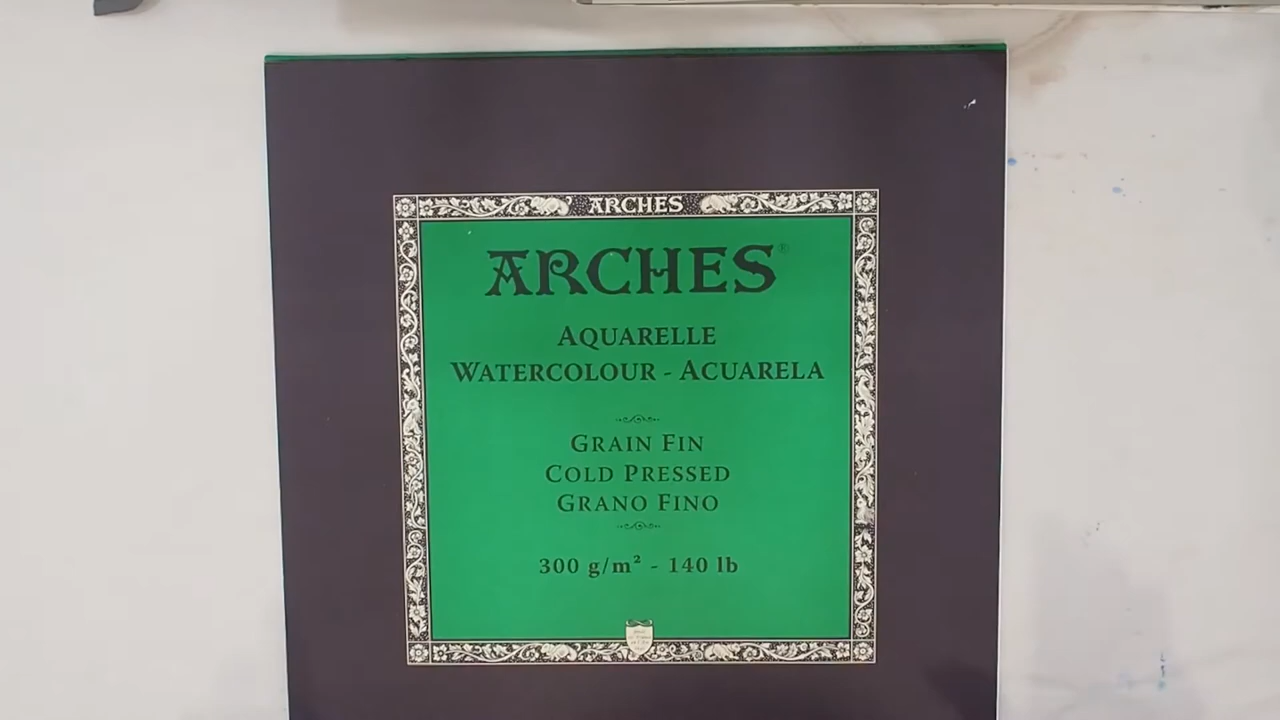 ARCHES
ARCHES®
AQUARELLE
WATERCOLOUR - ACUARELA
GRAIN FIN
COLD PRESSED
GRANO FINO
300 g/m² - 140 lb